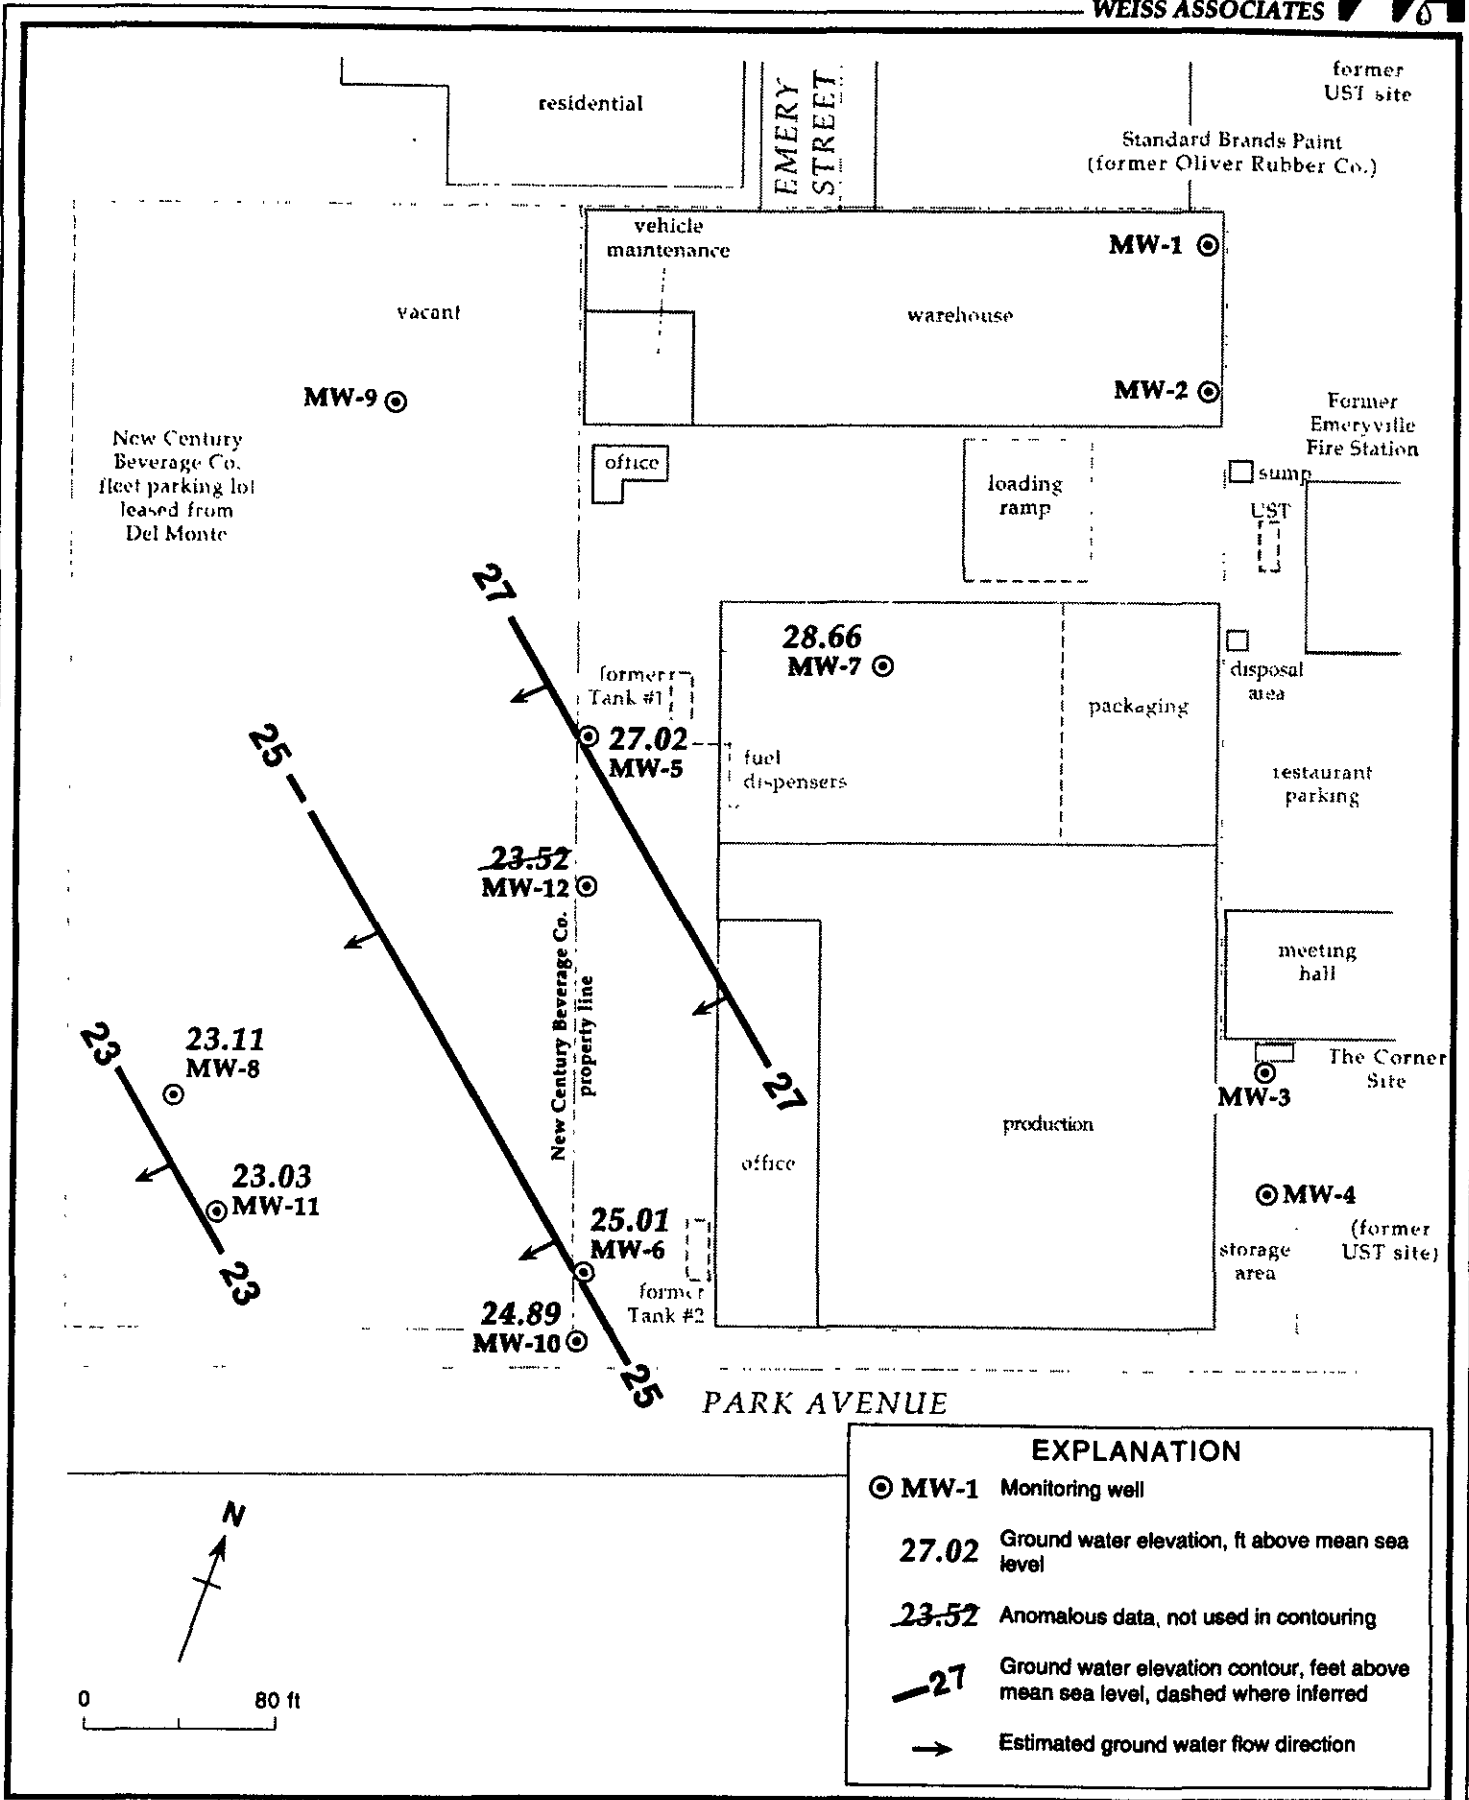 WEISS ASSOCIATES
former
UST site
residential
EMERY
STREET
Standard Brands Paint
(former Oliver Rubber Co.)
vehicle
maintenance
MW-1
vacant
warehouse
MW-9
MW-2
Former
Emeryville
Fire Station
New Century
Beverage Co.
fleet parking lot
leased from
Del Monte
office
loading
ramp
sump
UST
27
28.66
MW-7
former
Tank #1
disposal
area
packaging
25
27.02
MW-5
fuel
dispensers
restaurant
parking
23.52
MW-12
New Century Beverage Co.
property line
meeting
hall
23
23.11
MW-8
27
The Corner
Site
MW-3
production
office
23.03
MW-11
MW-4
(former
UST site)
25.01
MW-6
storage
area
23
former
Tank #2
24.89
MW-10
25
PARK AVENUE
EXPLANATION
MW-1 Monitoring well
27.02 Ground water elevation, ft above mean sea
level
23.52 Anomalous data, not used in contouring
27 Ground water elevation contour, feet above
mean sea level, dashed where inferred
Estimated ground water flow direction
N
0 80 ft